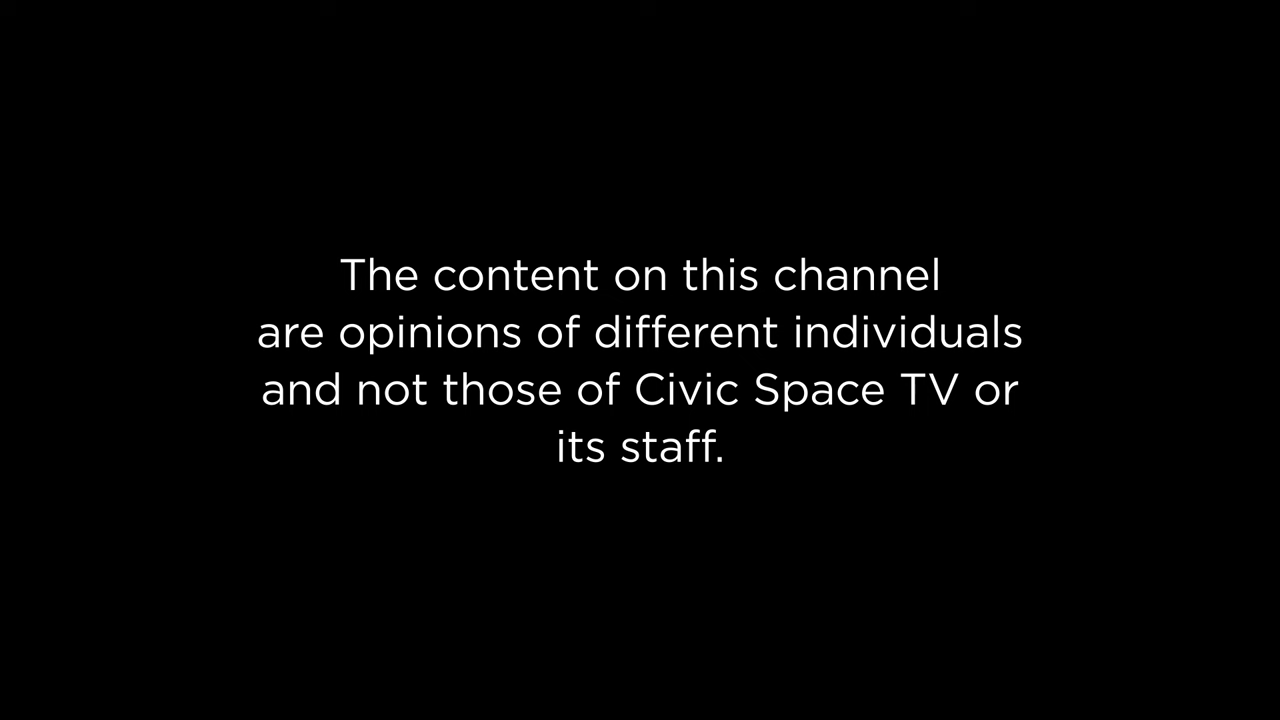 The content on this channel
are opinions of different individuals
and not those of Civic Space TV or
its staff.